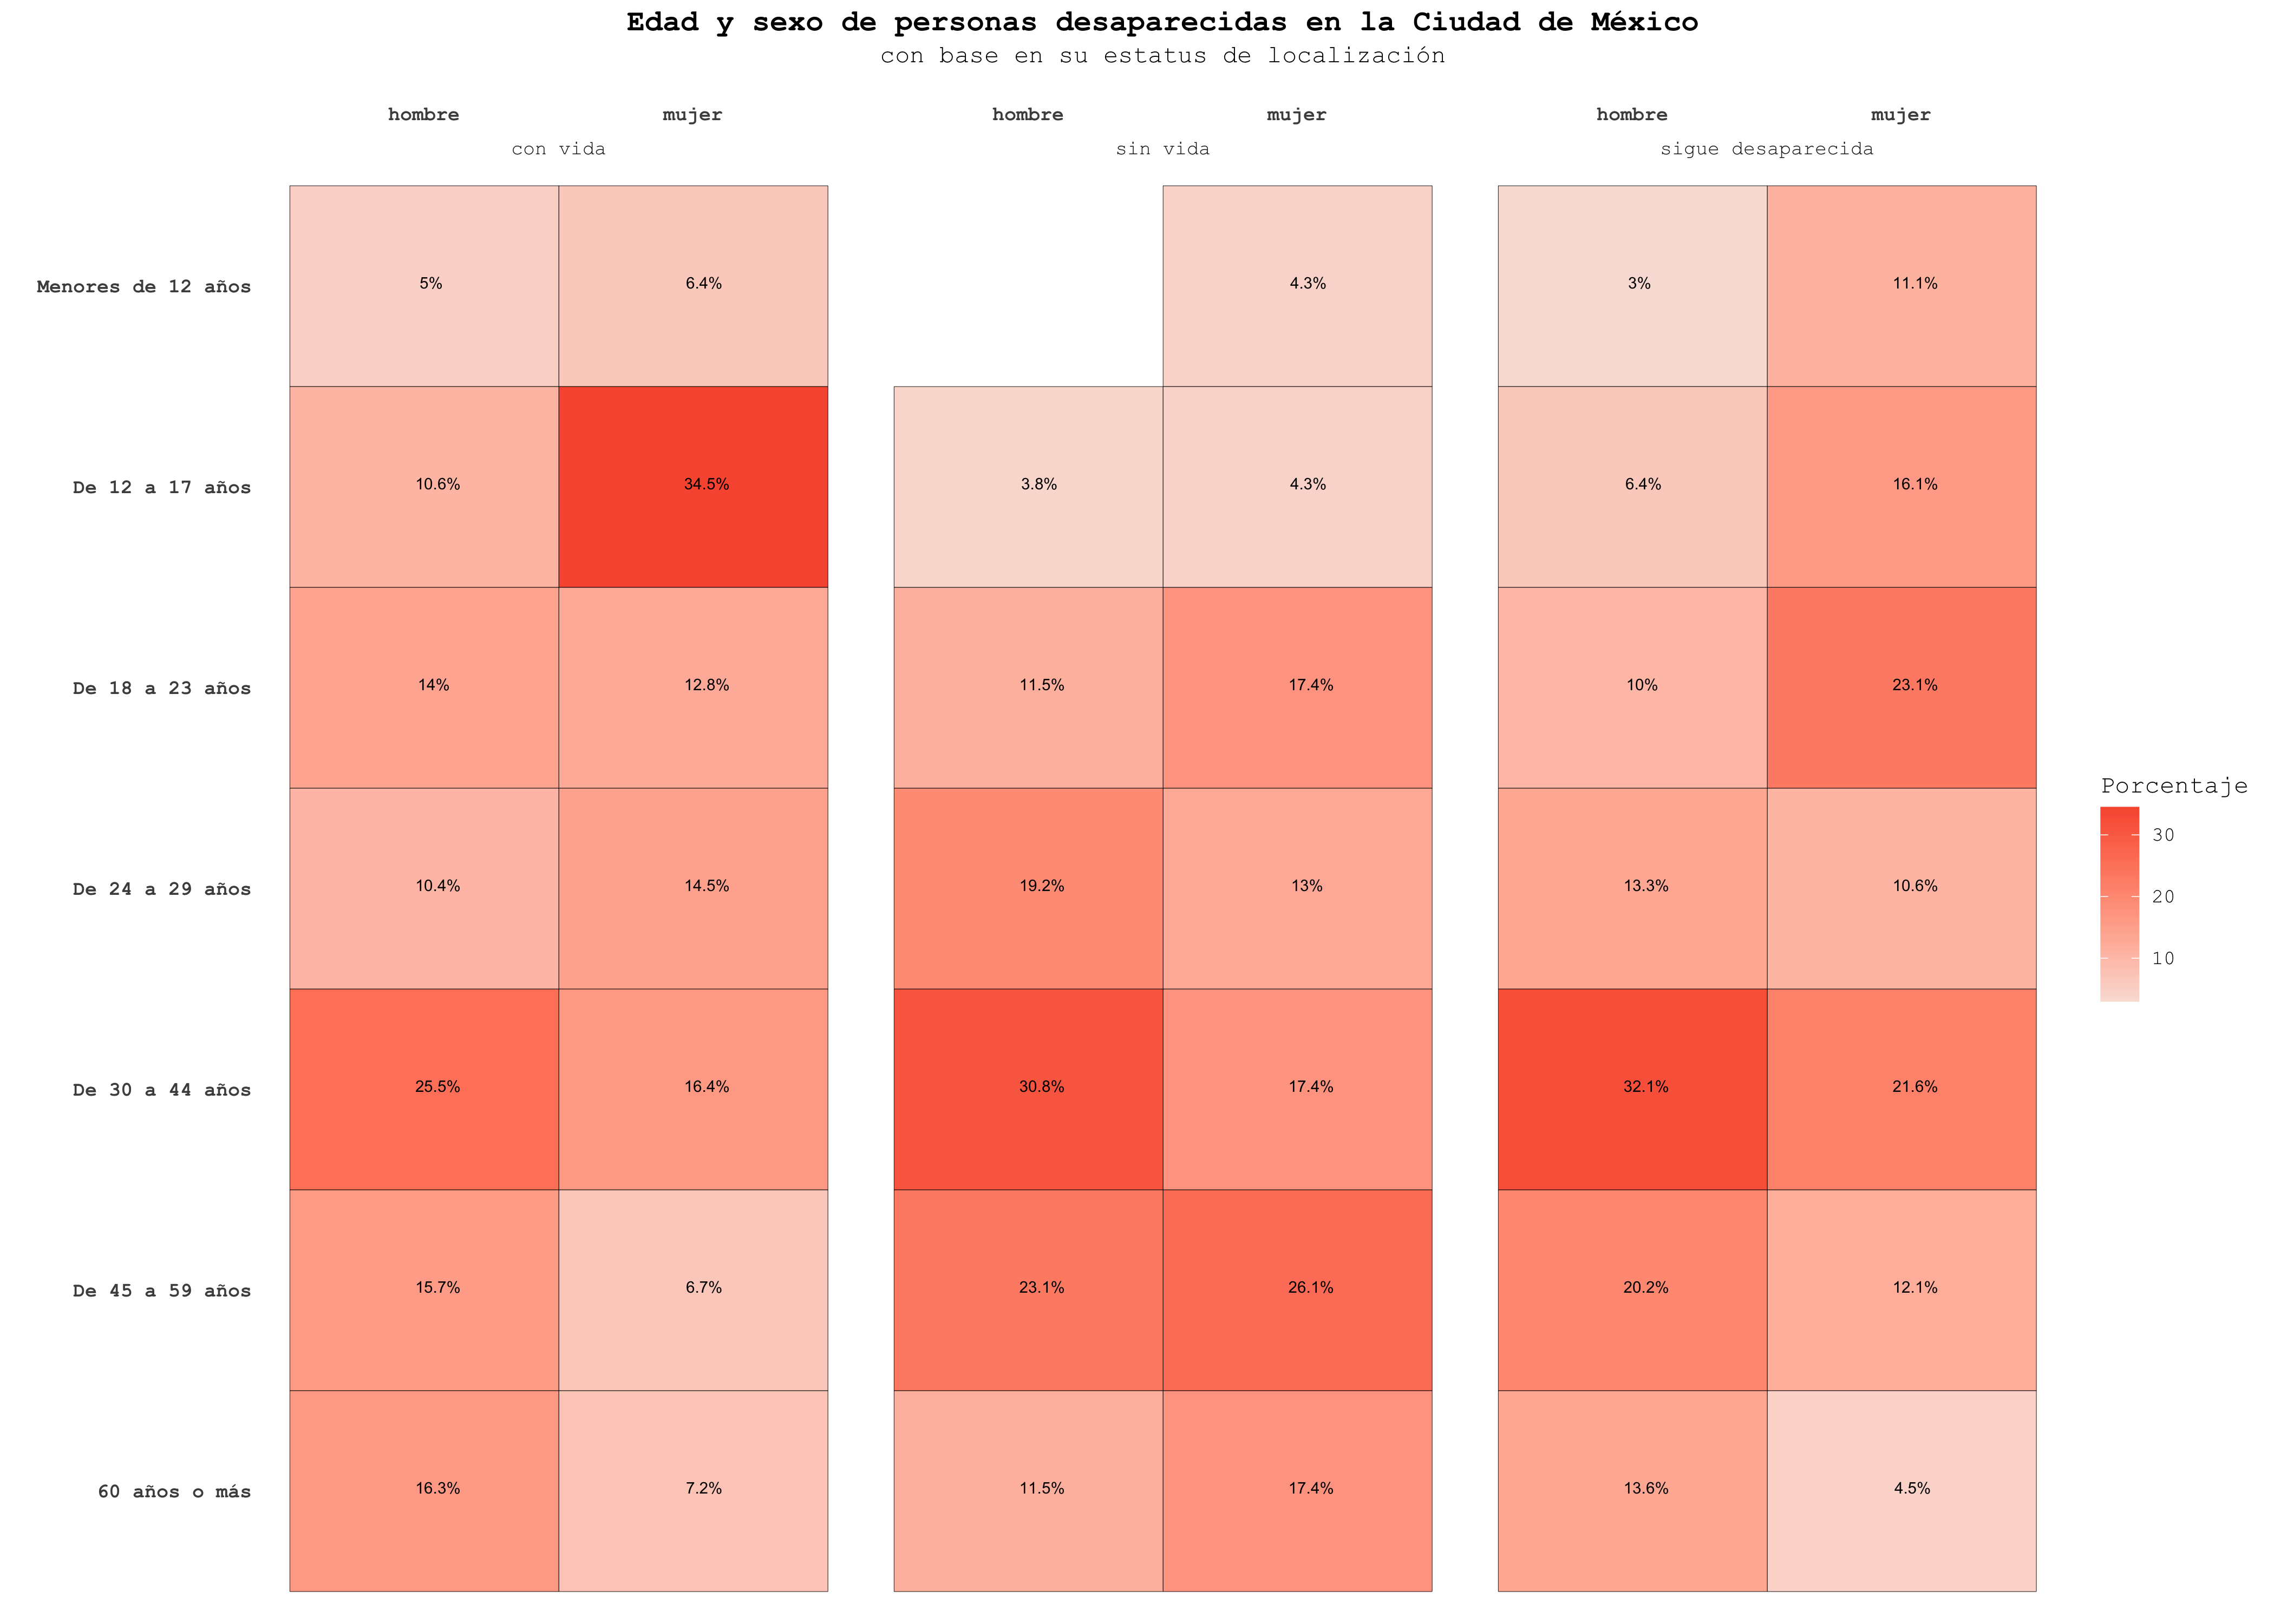 Edad y sexo de personas desaparecidas en la Ciudad de México
con base en su estatus de localización
hombre mujer hombre mujer hombre mujer
con vida sin vida sigue desaparecida
Menores de 12 años 5% 6.4% 4.3% 3% 11.1%
De 12 a 17 años 10.6% 34.5% 3.8% 4.3% 6.4% 16.1%
De 18 a 23 años 14% 12.8% 11.5% 17.4% 10% 23.1%
De 24 a 29 años 10.4% 14.5% 19.2% 13% 13.3% 10.6%
De 30 a 44 años 25.5% 16.4% 30.8% 17.4% 32.1% 21.6%
De 45 a 59 años 15.7% 6.7% 23.1% 26.1% 20.2% 12.1%
60 años o más 16.3% 7.2% 11.5% 17.4% 13.6% 4.5%
Porcentaje
30
20
10